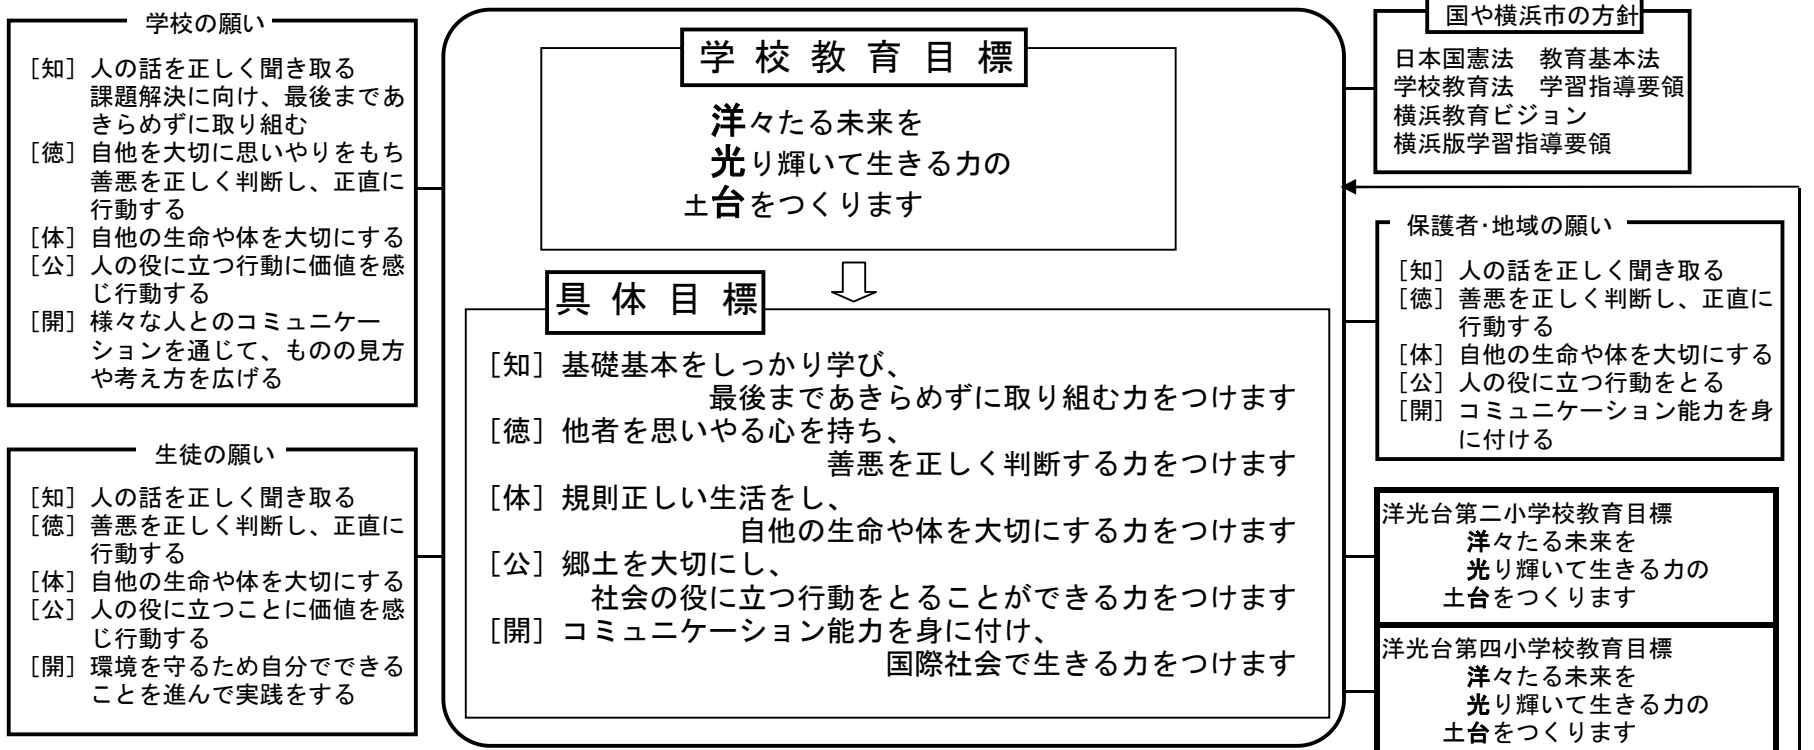 学校の願い
[知] 人の話を正しく聞き取る
課題解決に向け、最後まであ
きらめずに取り組む
[徳] 自他を大切に思いやりをもち
善悪を正しく判断し、正直に
行動する
[体] 自他の生命や体を大切にする
[公] 人の役に立つ行動に価値を感
じ行動する
[開] 様々な人とのコミュニケー
ションを通じて、ものの見方
や考え方を広げる
生徒の願い
[知] 人の話を正しく聞き取る
[徳] 善悪を正しく判断し、正直に
行動する
[体] 自他の生命や体を大切にする
[公] 人の役に立つことに価値を感
じ行動する
[開] 環境を守るため自分でできる
ことを進んで実践をする
学校教育目標
洋々たる未来を
光り輝いて生きる力の
土台をつくります
具体目標
[知] 基礎基本をしっかり学び、
最後まであきらめずに取り組む力をつけます
[徳] 他者を思いやる心を持ち、
善悪を正しく判断する力をつけます
[体] 規則正しい生活をし、
自他の生命や体を大切にする力をつけます
[公] 郷土を大切にし、
社会の役に立つ行動をとることができる力をつけます
[開] コミュニケーション能力を身に付け、
国際社会で生きる力をつけます
国や横浜市の方針
日本国憲法 教育基本法
学校教育法 学習指導要領
横浜教育ビジョン
横浜版学習指導要領
保護者・地域の願い
[知] 人の話を正しく聞き取る
[徳] 善悪を正しく判断し、正直に
行動する
[体] 自他の生命や体を大切にする
[公] 人の役に立つ行動をとる
[開] コミュニケーション能力を身
に付ける
洋光台第二小学校教育目標
洋々たる未来を
光り輝いて生きる力の
土台をつくります
洋光台第四小学校教育目標
洋々たる未来を
光り輝いて生きる力の
土台をつくります